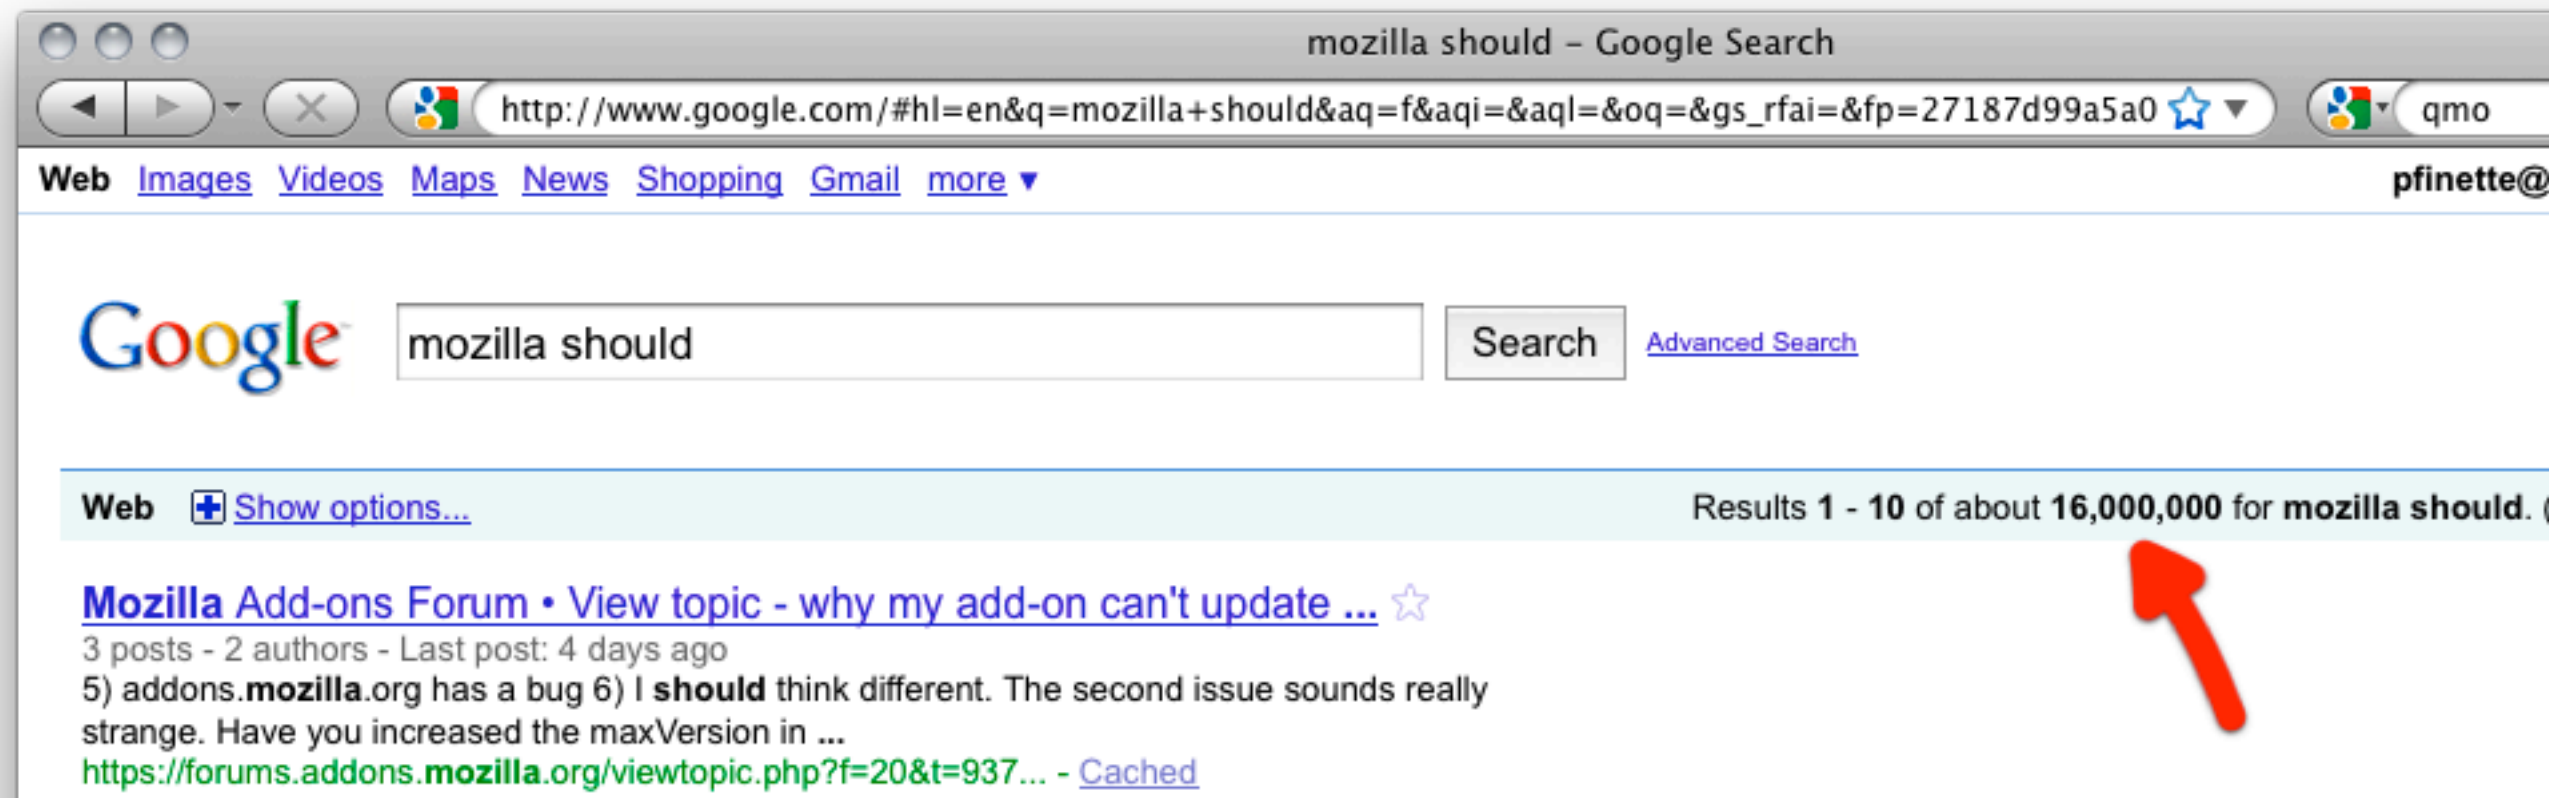 mozilla should – Google Search
http://www.google.com/#hl=en&q=mozilla+should&aq=f&aqi=&aql=&oq=&gs_rfai=&fp=27187d99a5a0 qmo
Web Images Videos Maps News Shopping Gmail more ▼ pfinette@
Google mozilla should Search Advanced Search
Web Show options... Results 1 - 10 of about 16,000,000 for mozilla should. (
Mozilla Add-ons Forum • View topic - why my add-on can't update ...
3 posts - 2 authors - Last post: 4 days ago
5) addons.mozilla.org has a bug 6) I should think different. The second issue sounds really
strange. Have you increased the maxVersion in ...
https://forums.addons.mozilla.org/viewtopic.php?f=20&t=937... - Cached